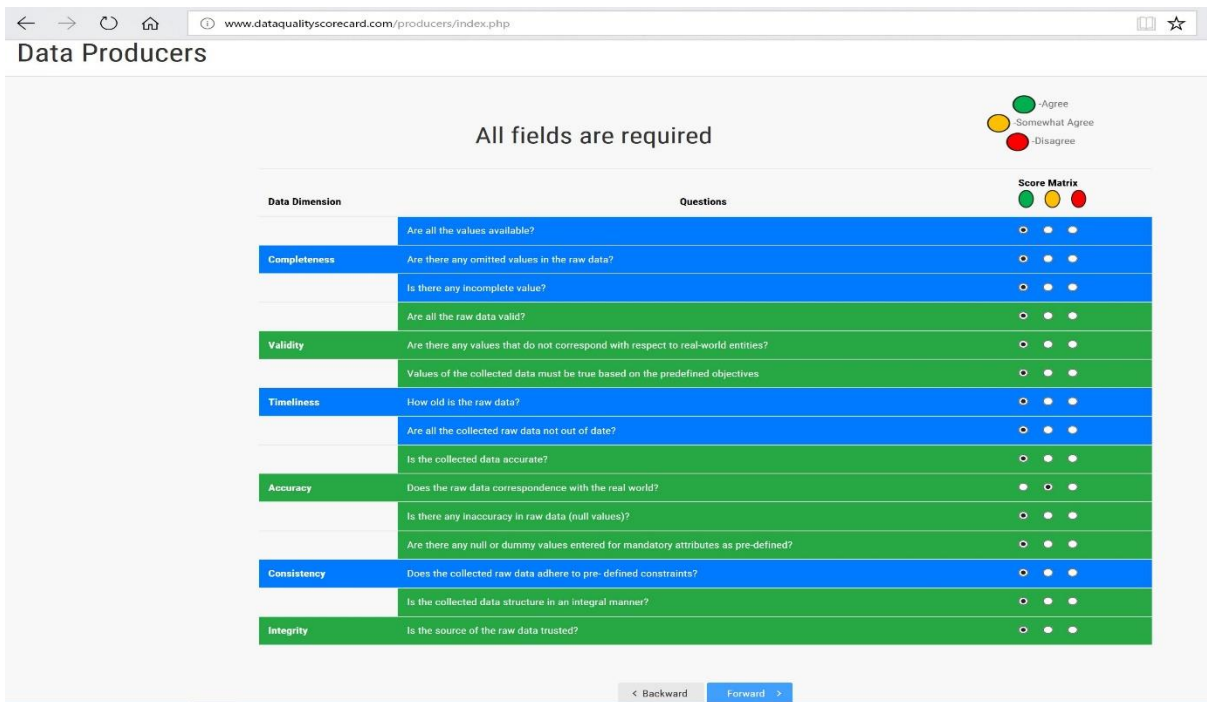 www.dataqualityscorecard.com/producers/index.php
Data Producers
-Agree
All fields are required
-Somewhat Agree
-Disagree
Score Matrix
Data Dimension Questions
Are all the values available?
Completeness Are there any omitted values in the raw data?
Is there any incomplete value?
Are all the raw data valid?
Validity Are there any values that do not correspond with respect to real-world entities?
Values of the collected data must be true based on the predefined objectives
Timeliness How old is the raw data?
Are all the collected raw data not out of date?
Is the collected data accurate?
Accuracy Does the raw data correspondence with the real world?
Is there any inaccuracy in raw data (null values)?
Are there any null or dummy values entered for mandatory attributes as pre-defined?
Consistency Does the collected raw data adhere to pre- defined constraints?
Is the collected data structure in an integral manner?
Integrity Is the source of the raw data trusted?
< Backward Forward >